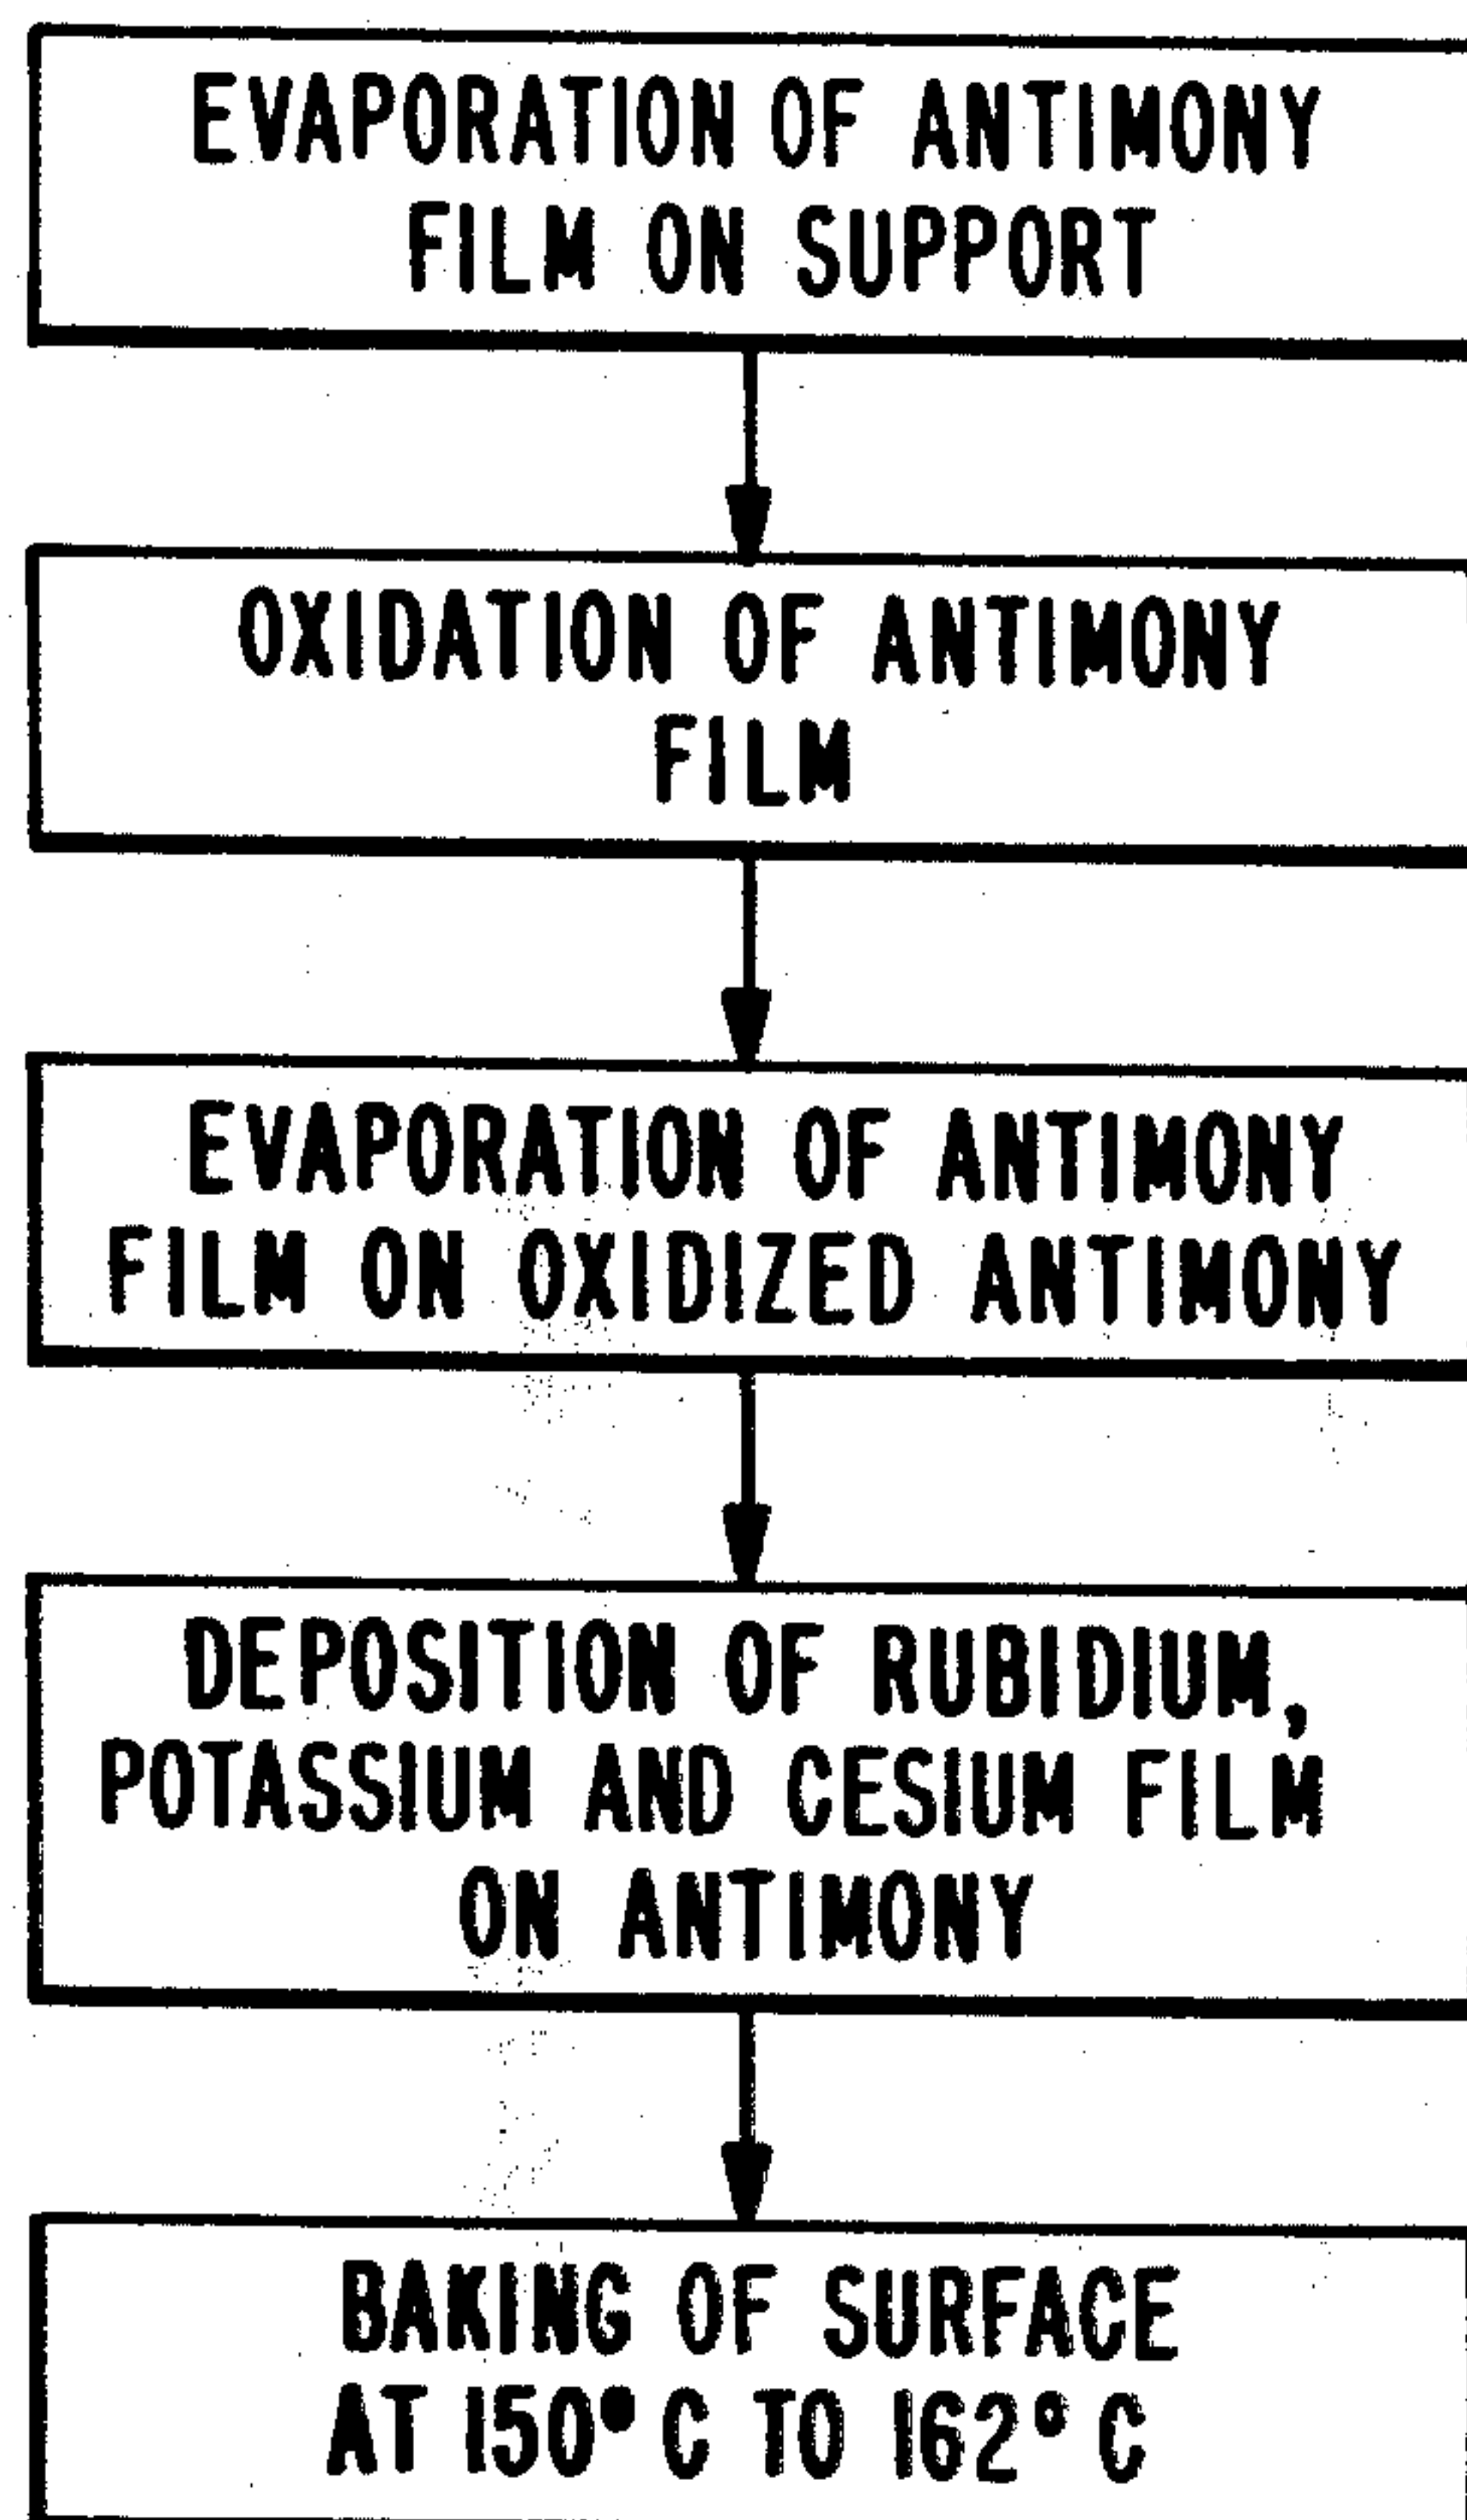 EVAPORATION OF ANTIMONY
FILM ON SUPPORT
OXIDATION OF ANTIMONY
FILM
EVAPORATION OF ANTIMONY
FILM ON OXIDIZED ANTIMONY
DEPOSITION OF RUBIDIUM,
POTASSIUM AND CESIUM FILM
ON ANTIMONY
BAKING OF SURFACE
AT 150° C TO 162° C